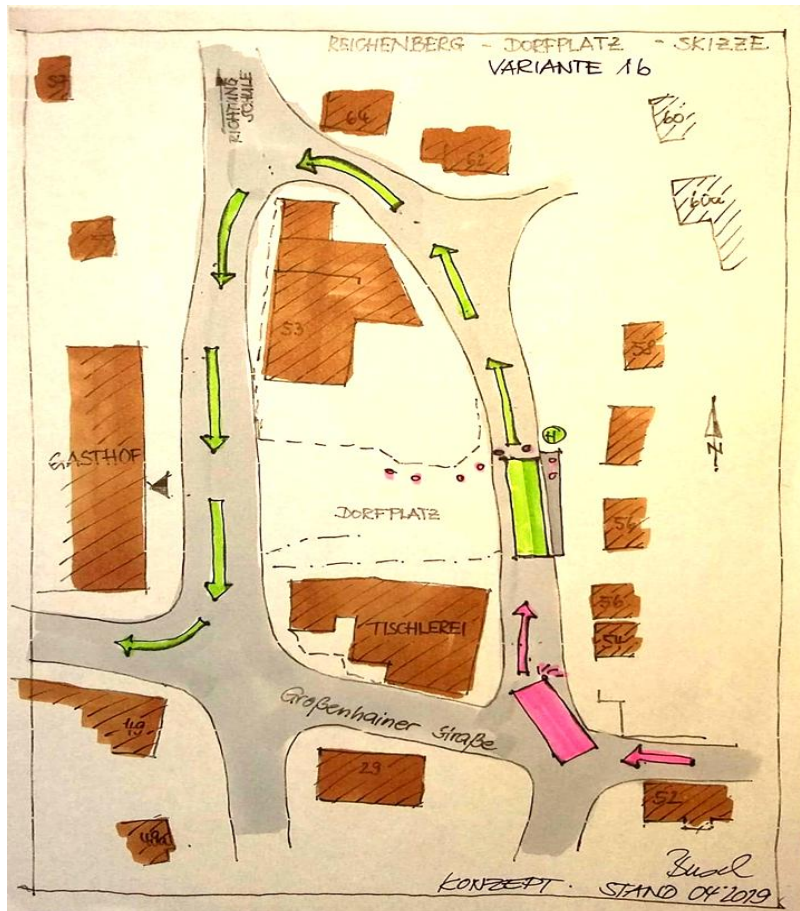 REICHENBERG - DORFPLATZ - SKIZZE
VARIANTE 16
RICHTUNG
SCHULE
57
64
62
60
60a
53
58
GASTHOF
H
DORFPLATZ
56
TISCHLEREI
56
54
Großenhainer Straße
49
29
52
KONZEPT. STAND 04.2019